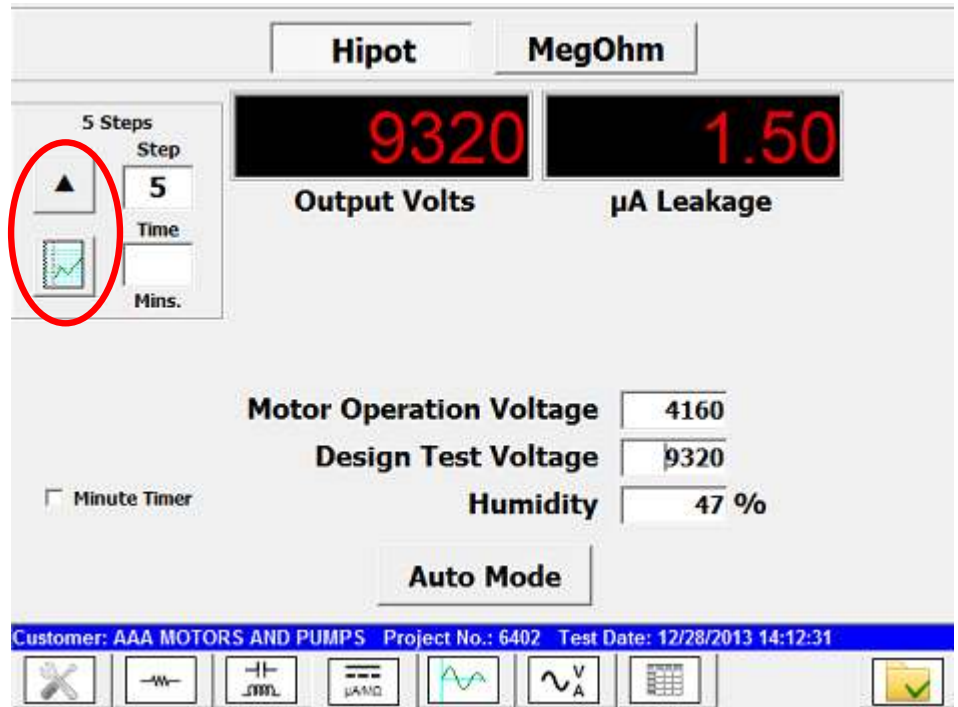 Hipot MegOhm
5 Steps
Step
5
Time
Mins.
9320 1.50
Output Volts µA Leakage
Motor Operation Voltage 4160
Design Test Voltage 9320
Minute Timer
Humidity 47 %
Auto Mode
Customer: AAA MOTORS AND PUMPS Project No.: 6402 Test Date: 12/28/2013 14:12:31
µA/MΩ
V
A